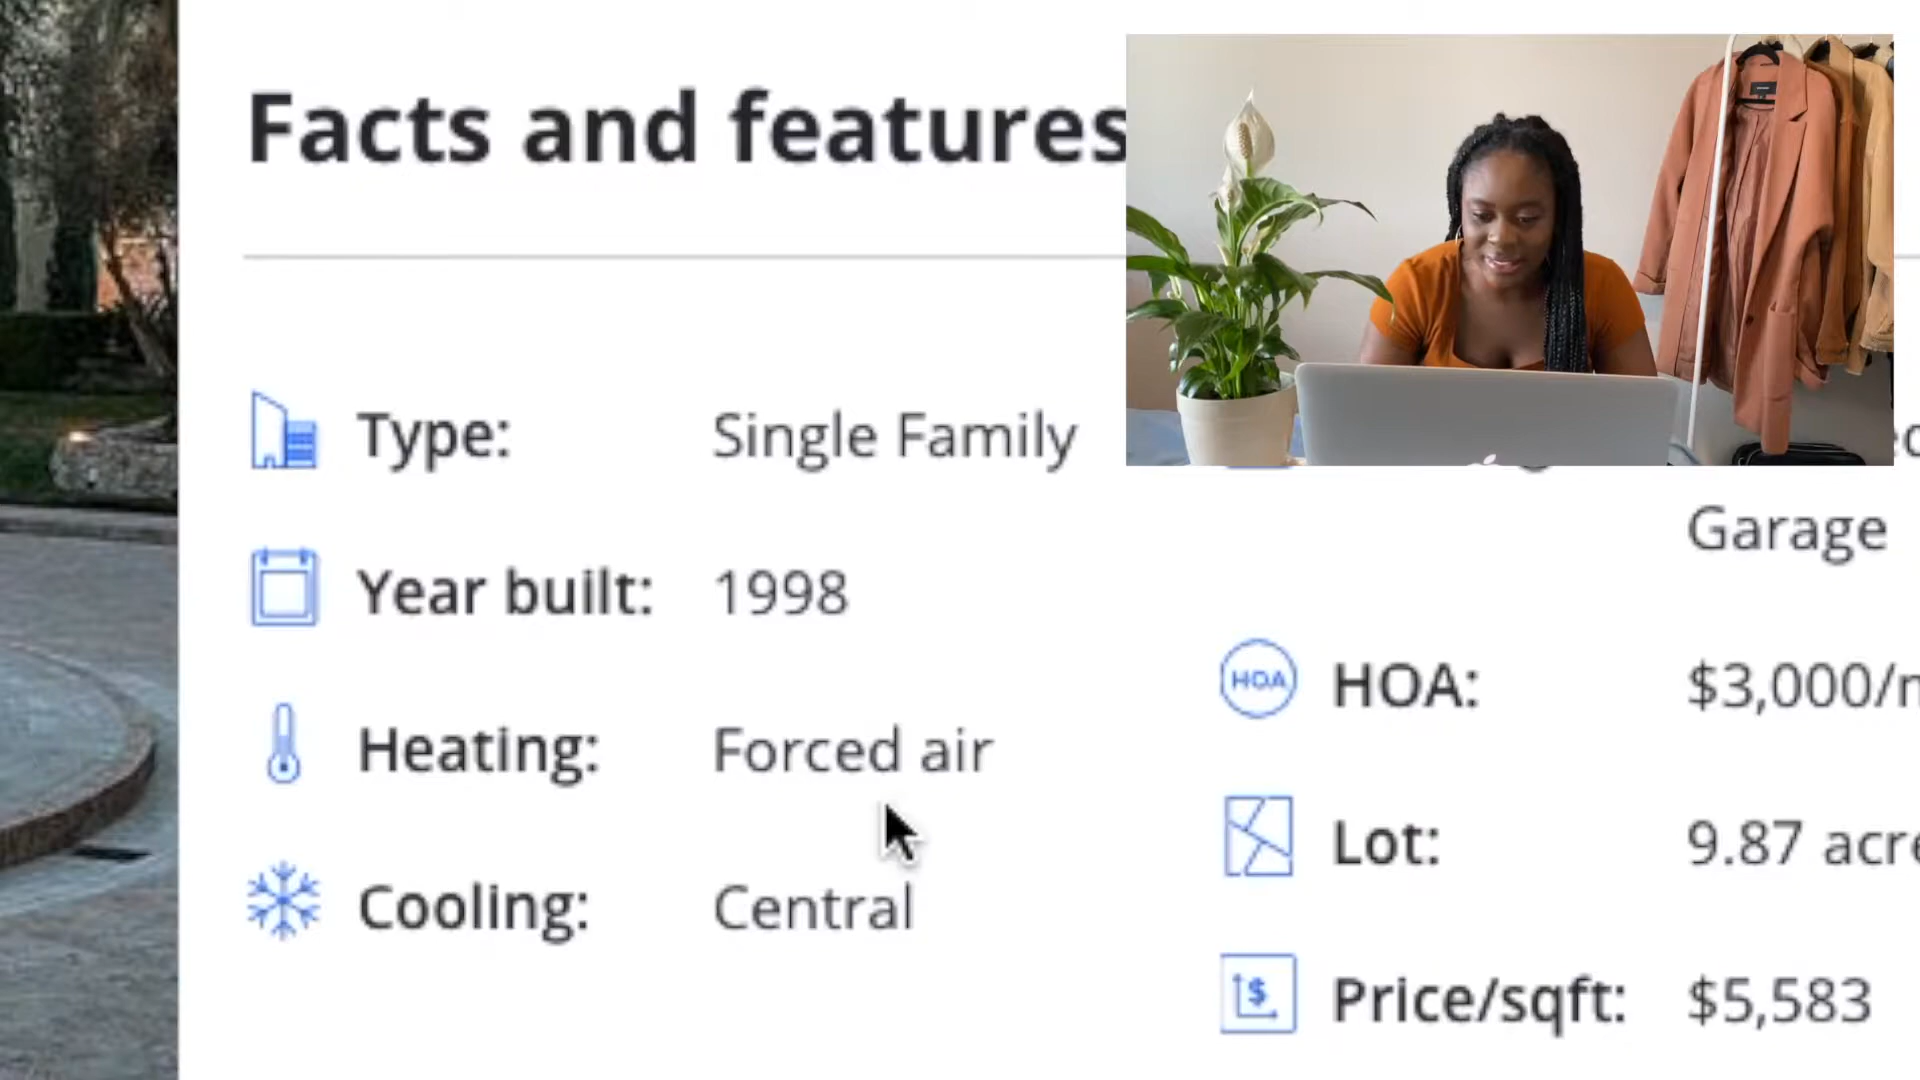 Facts and features
Type: Single Family
Garage
Year built: 1998
HOA
HOA: $3,000/
Heating: Forced air
Lot: 9.87
Cooling: Central
$
Price/sqft: $5,583